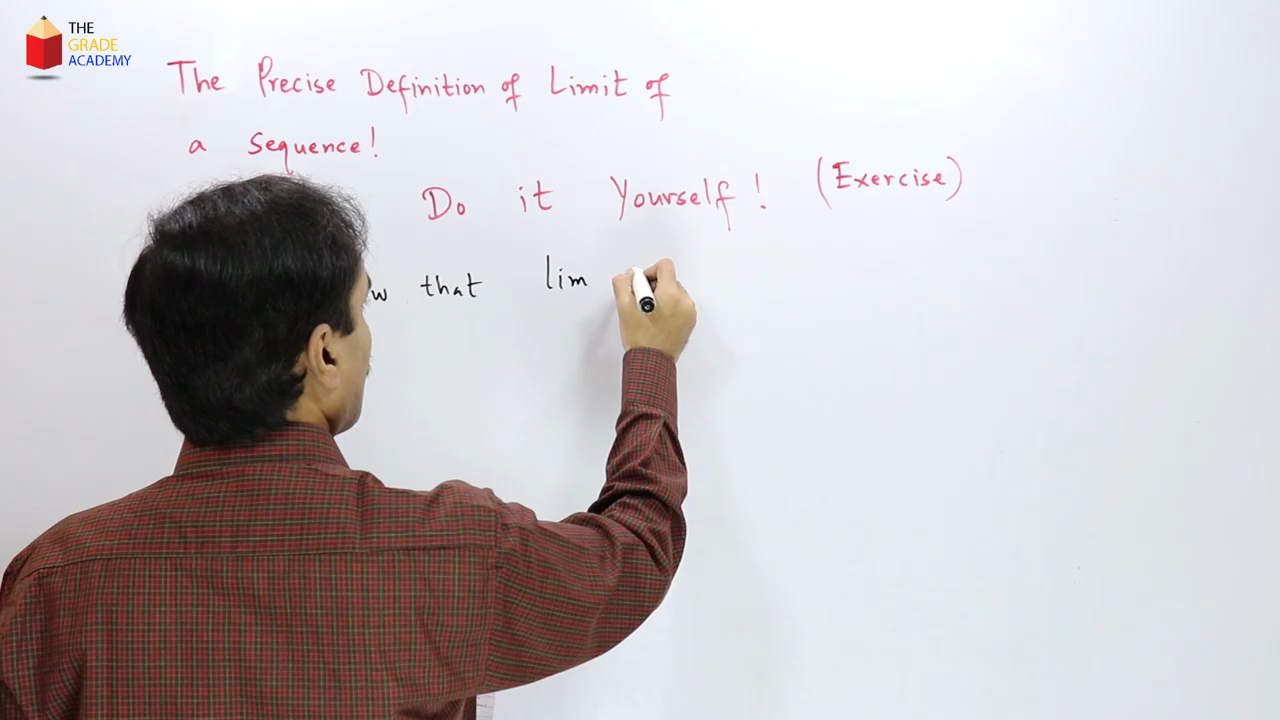 THE
GRADE
ACADEMY
The Precise Definition of Limit of
a Sequence!
Do it Yourself! (Exercise)
that lim